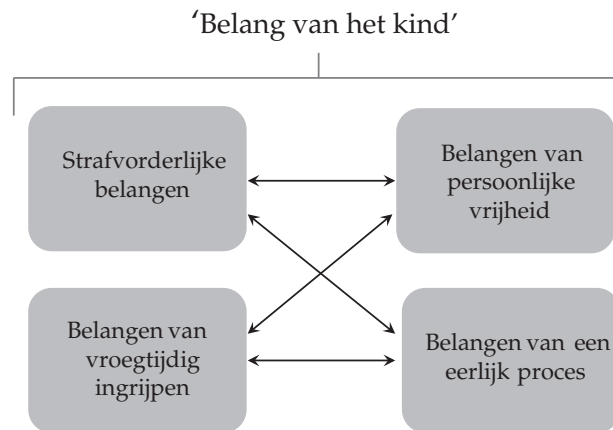 ‘Belang van het kind’
Strafvorderlijke
belangen
Belangen van
persoonlijke
vrijheid
Belangen van
vroegtijdig
ingrijpen
Belangen van een
eerlijk proces